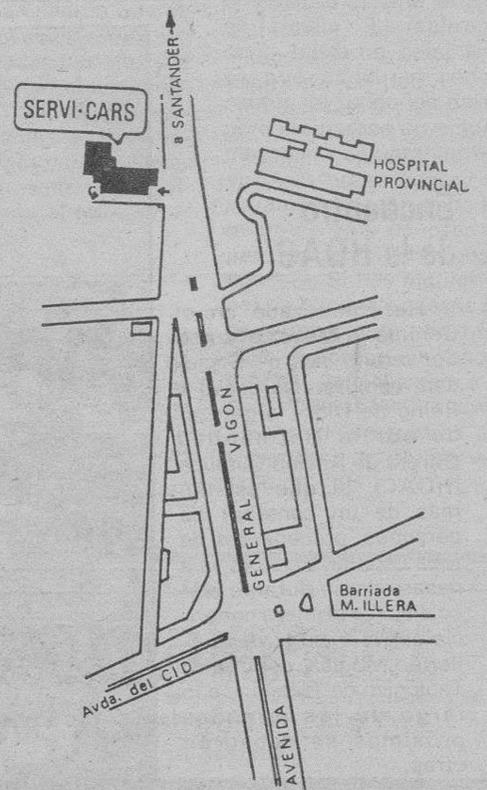 a SANTANDER
SERVI·CARS
HOSPITAL
PROVINCIAL
AVENIDA GENERAL VIGON
Barriada
M. ILLERA
Avda. del CID